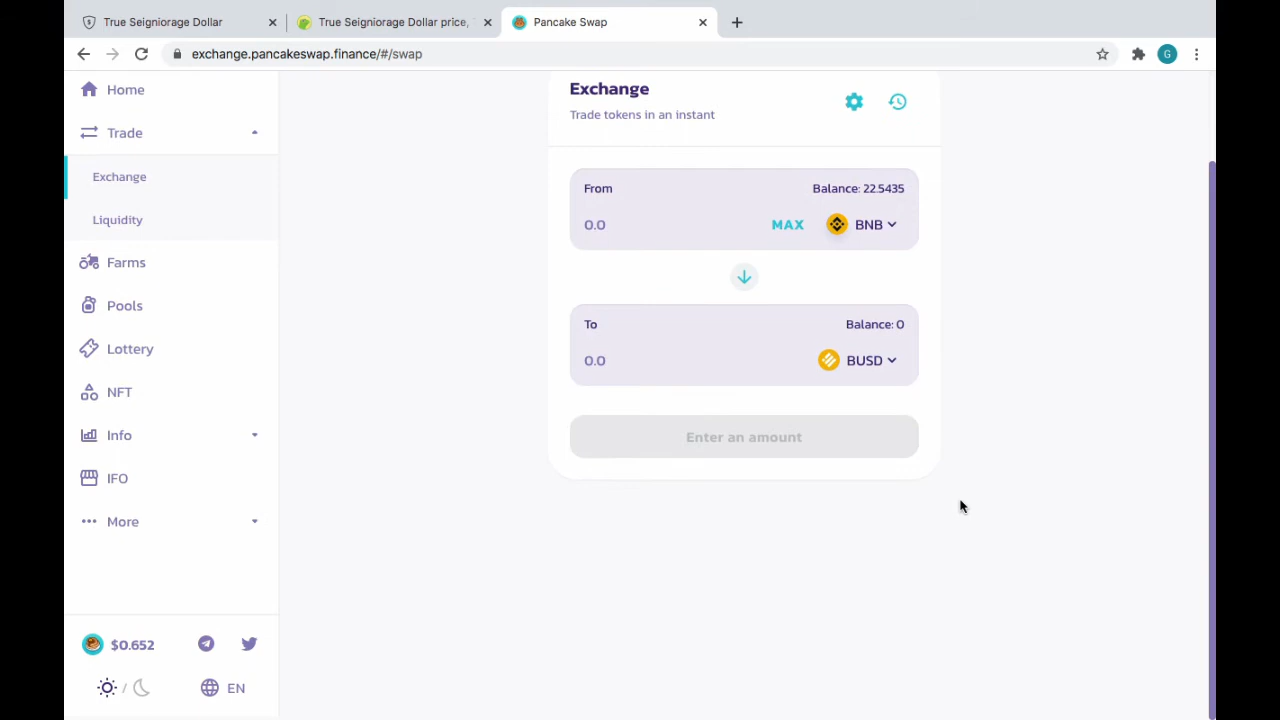 True Seigniorage Dollar
True Seigniorage Dollar price,
Pancake Swap
exchange.pancakeswap.finance/#/swap
G
Home
Trade
Exchange
Liquidity
Farms
Pools
Lottery
NFT
Info
IFO
More
$0.652
/
EN
Exchange
Trade tokens in an instant
From Balance: 22.5435
0.0 MAX BNB
To Balance: 0
0.0 BUSD
Enter an amount